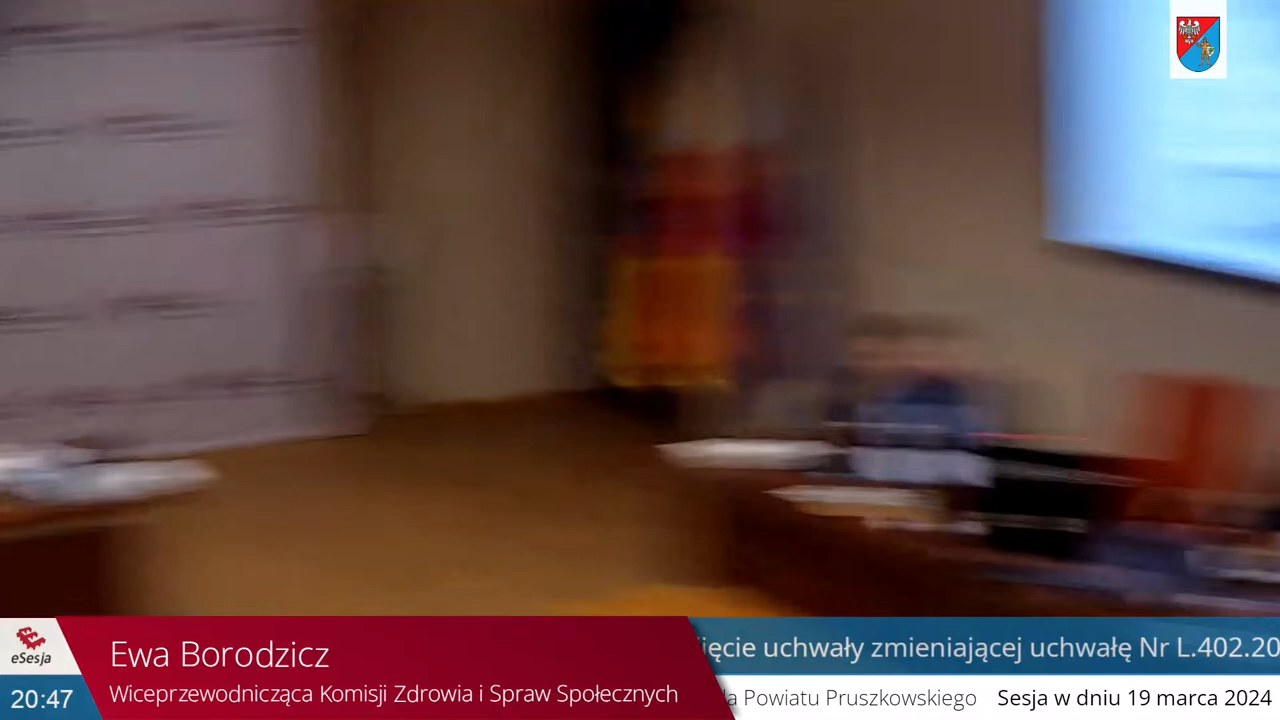 Ewa Borodzicz
Wiceprzewodnicząca Komisji Zdrowia i Spraw Społecznych
eSesja
20:47
uchwały zmieniającej uchwałę Nr L.402.20
Powiatu Pruszkowskiego
Sesja w dniu 19 marca 2024